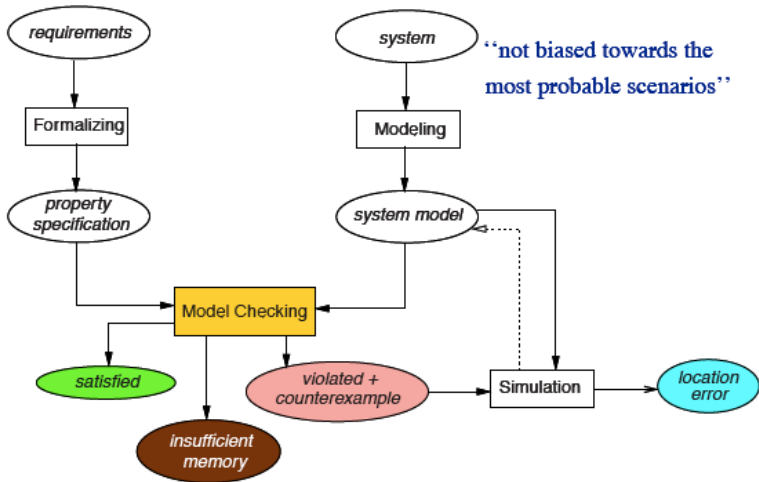 requirements
system
‘‘not biased towards the
most probable scenarios’’
Formalizing
Modeling
property
specification
system model
Model Checking
satisfied
violated +
counterexample
Simulation
location
error
insufficient
memory